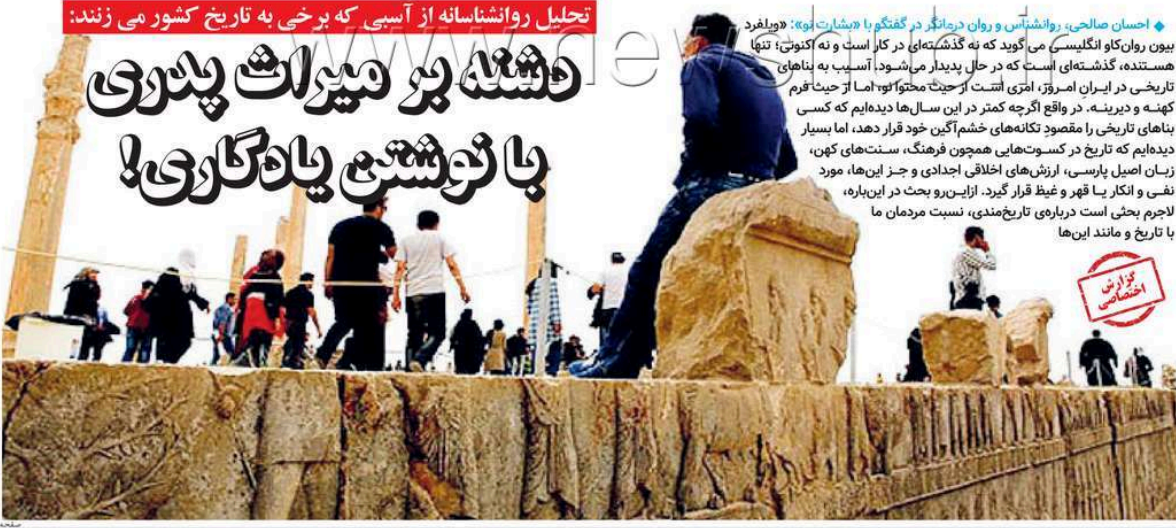 تحلیل روانشناسانه از آسیبی که برخی به تاریخ کشور می زنند:
دشنه بر میراث پدری
با نوشتن یادگاری!
احسان صالحی، روانشناس و روان درمانگر در گفتگو با «بشارت نو»: «ویلفرد
بیون روان‌کاو انگلیسی می گوید که نه گذشته‌ای در کار است و نه اکنونی؛ تنها
هستنده، گذشته‌ای است که در حال پدیدار می‌شود. آسیب به بناهای
تاریخی در ایرانِ امروز، امری است از حیث محتوا نو، اما از حیث فرم
کهنه و دیرینه. در واقع اگرچه کمتر در این سال‌ها دیده‌ایم که کسی
بناهای تاریخی را مقصودِ تکانه‌های خشم‌آگین خود قرار دهد، اما بسیار
دیده‌ایم که تاریخ در کسوت‌هایی همچون فرهنگ، سنت‌های کهن،
زبان اصیل پارسی، ارزش‌های اخلاقی اجدادی و جز این‌ها، مورد
نفی و انکار یا قهر و غیظ قرار گیرد. ازاین‌رو بحث در این‌باره،
لاجرم بحثی است درباره‌ی تاریخ‌مندی، نسبت مردمان ما
با تاریخ و مانند این‌ها
گزارش
اختصاصی
صفحه